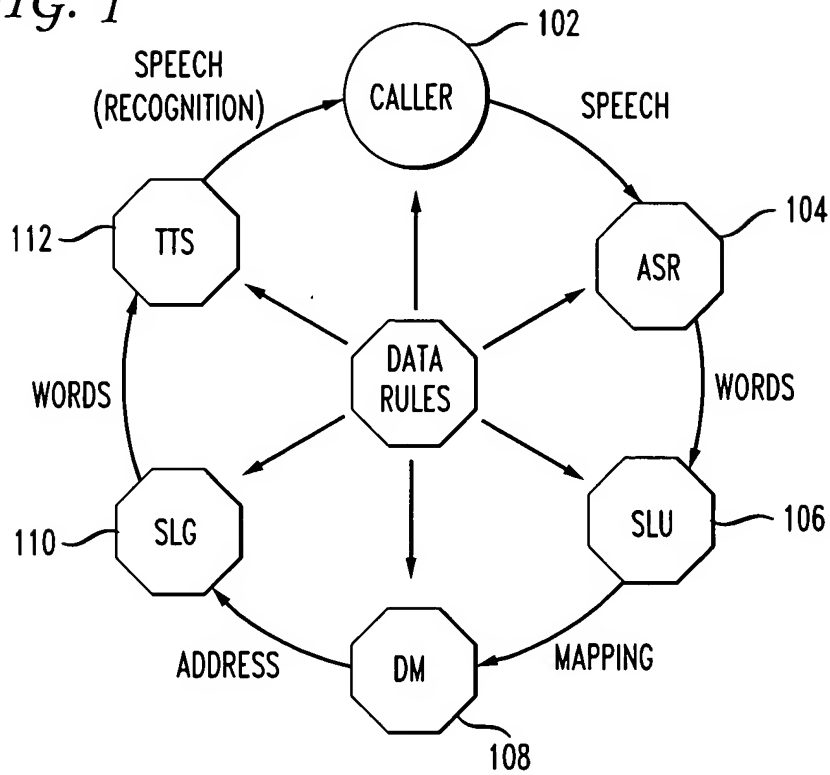 FIG. 1
102
SPEECH
(RECOGNITION)
CALLER
SPEECH
104
112
TTS
ASR
DATA
RULES
WORDS
WORDS
110
SLG
SLU
106
ADDRESS
DM
MAPPING
108